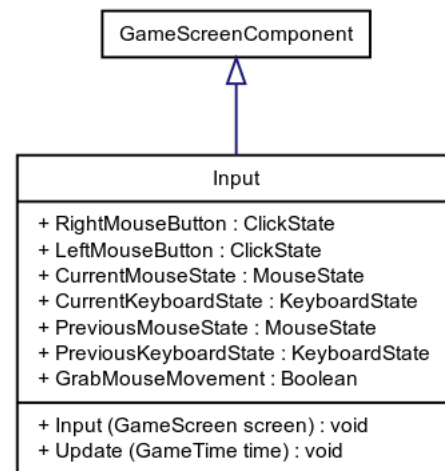 GameScreenComponent
Input
+ RightMouseButton : ClickState
+ LeftMouseButton : ClickState
+ CurrentMouseState : MouseState
+ CurrentKeyboardState : KeyboardState
+ PreviousMouseState : MouseState
+ PreviousKeyboardState : KeyboardState
+ GrabMouseMovement : Boolean
+ Input (GameScreen screen) : void
+ Update (GameTime time) : void